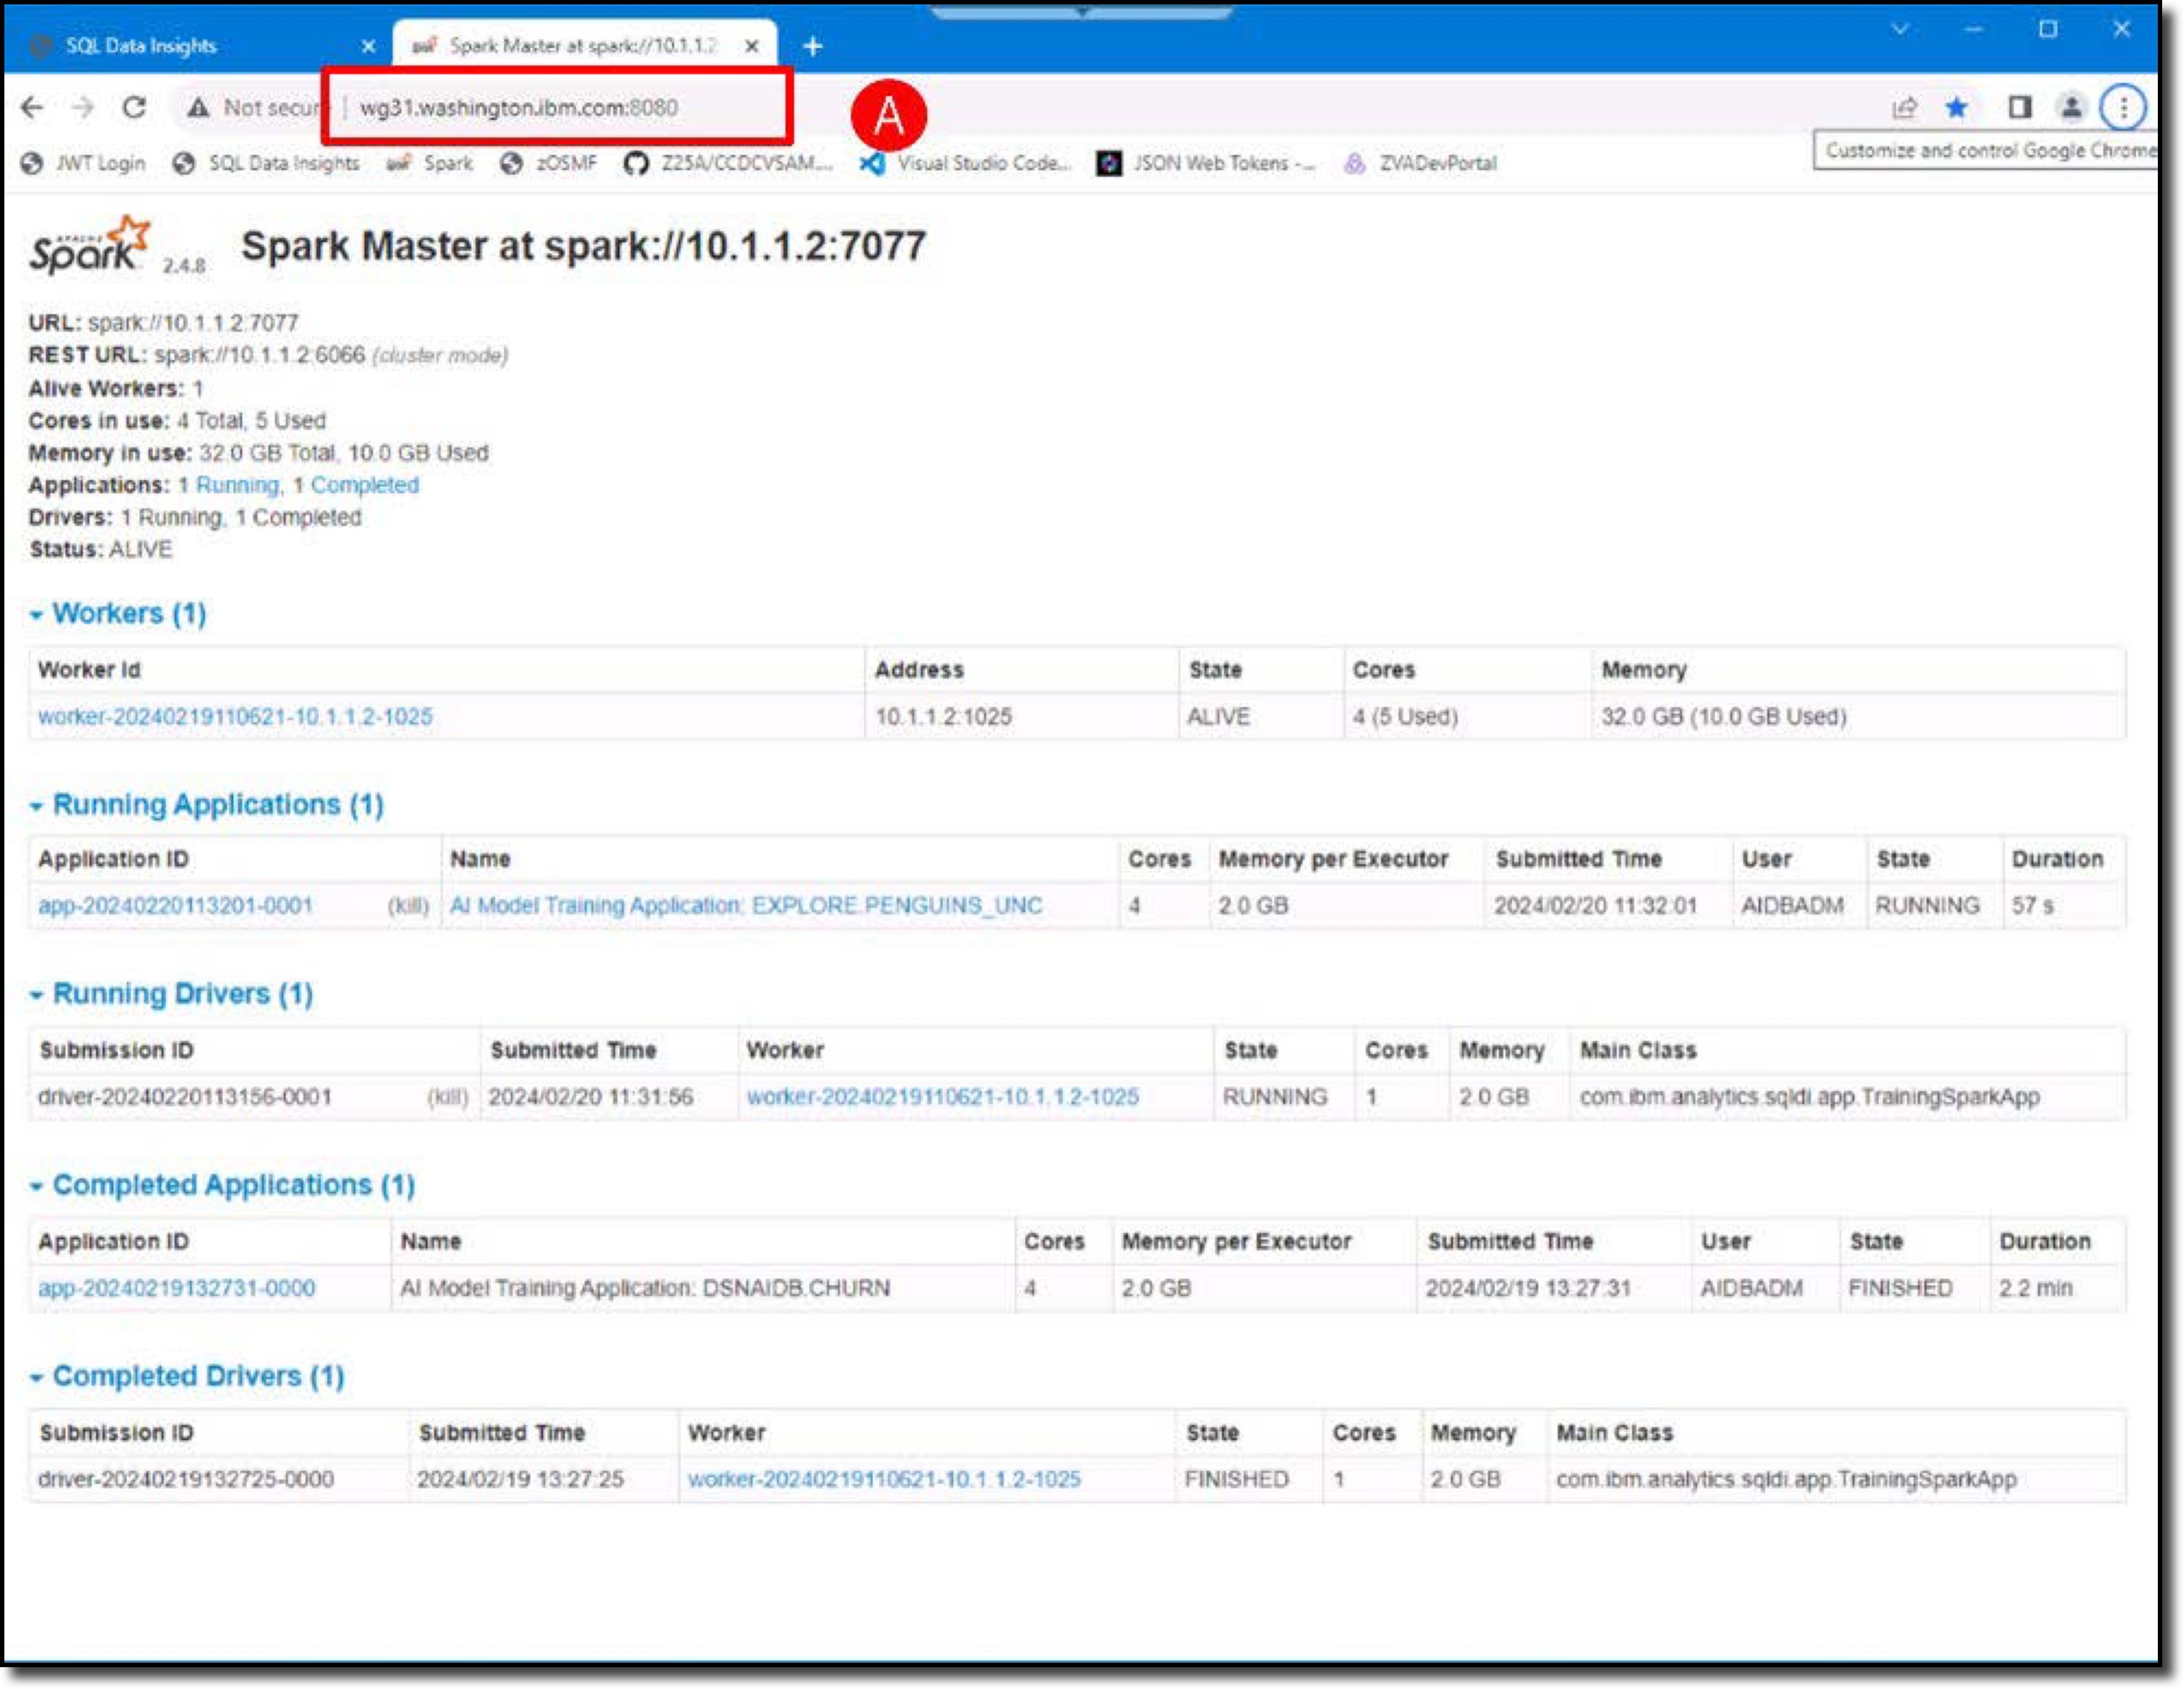 SQL Data Insights
Spark Master at spark://10.1.1.2
Not secur
wg31.washington.ibm.com:8080
A
JWT Login
SQL Data Insights
Spark
zOSMF
Z25A/CCDCVSAM...
Visual Studio Code...
JSON Web Tokens -...
ZVADevPortal
Customize and control Google Chrome
APACHE
Spark 2.4.8 Spark Master at spark://10.1.1.2:7077
URL: spark://10.1.1.2:7077
REST URL: spark://10.1.1.2:6066 (cluster mode)
Alive Workers: 1
Cores in use: 4 Total, 5 Used
Memory in use: 32.0 GB Total, 10.0 GB Used
Applications: 1 Running, 1 Completed
Drivers: 1 Running, 1 Completed
Status: ALIVE
Workers (1)
Worker Id Address State Cores Memory
worker-20240219110621-10.1.1.2-1025 10.1.1.2:1025 ALIVE 4 (5 Used) 32.0 GB (10.0 GB Used)
Running Applications (1)
Application ID Name Cores Memory per Executor Submitted Time User State Duration
app-20240220113201-0001 (kill) AI Model Training Application: EXPLORE.PENGUINS_UNC 4 2.0 GB 2024/02/20 11:32:01 AIDBADM RUNNING 57 s
Running Drivers (1)
Submission ID Submitted Time Worker State Cores Memory Main Class
driver-20240220113156-0001 (kill) 2024/02/20 11:31:56 worker-20240219110621-10.1.1.2-1025 RUNNING 1 2.0 GB com.ibm.analytics.sqldi.app.TrainingSparkApp
Completed Applications (1)
Application ID Name Cores Memory per Executor Submitted Time User State Duration
app-20240219132731-0000 AI Model Training Application: DSNAIDB.CHURN 4 2.0 GB 2024/02/19 13:27:31 AIDBADM FINISHED 2.2 min
Completed Drivers (1)
Submission ID Submitted Time Worker State Cores Memory Main Class
driver-20240219132725-0000 2024/02/19 13:27:25 worker-20240219110621-10.1.1.2-1025 FINISHED 1 2.0 GB com.ibm.analytics.sqldi.app.TrainingSparkApp